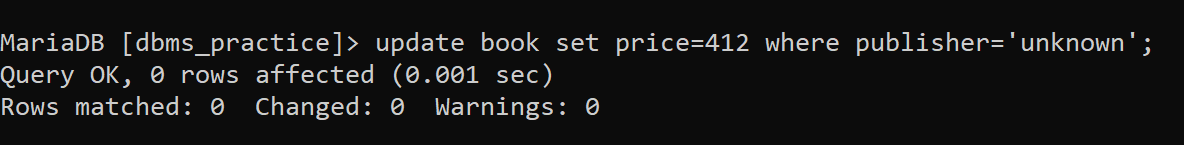 MariaDB [dbms_practice]> update book set price=412 where publisher='unknown';
Query OK, 0 rows affected (0.001 sec)
Rows matched: 0  Changed: 0  Warnings: 0